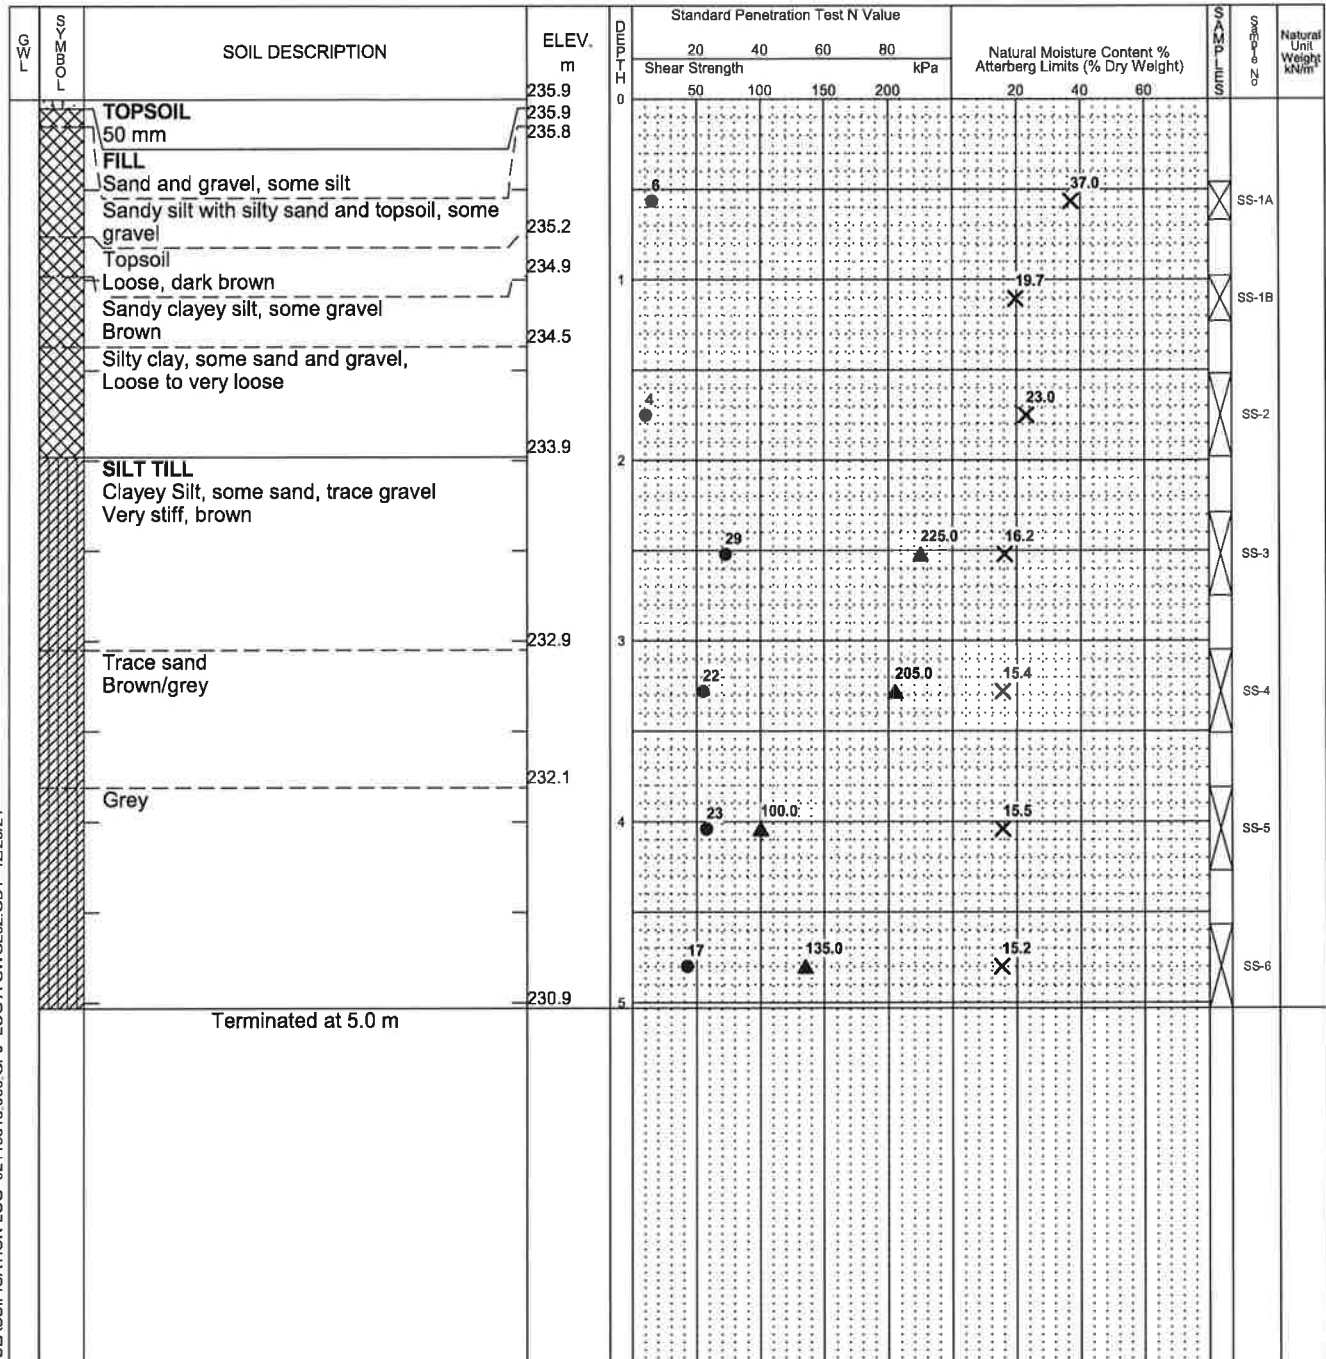 GWL
SYMBOL
SOIL DESCRIPTION
ELEV.
m
235.9
DEPTH
Standard Penetration Test N Value
20 40 60 80
Shear Strength kPa
50 100 150 200
Natural Moisture Content %
Atterberg Limits (% Dry Weight)
20 40 60
SAMPLES
Sample No
Natural
Unit
Weight
kN/m³
0
TOPSOIL
235.9
50 mm
235.8
FILL
Sand and gravel, some silt
6
37.0
SS-1A
Sandy silt with silty sand and topsoil, some
gravel
235.2
Topsoil
234.9
Loose, dark brown
1
19.7
SS-1B
Sandy clayey silt, some gravel
Brown
234.5
Silty clay, some sand and gravel,
Loose to very loose
4
23.0
SS-2
233.9
2
SILT TILL
Clayey Silt, some sand, trace gravel
Very stiff, brown
29
225.0
16.2
SS-3
232.9
3
Trace sand
Brown/grey
22
205.0
15.4
SS-4
232.1
Grey
4
23
100.0
15.5
SS-5
17
135.0
15.2
SS-6
230.9
5
Terminated at 5.0 m